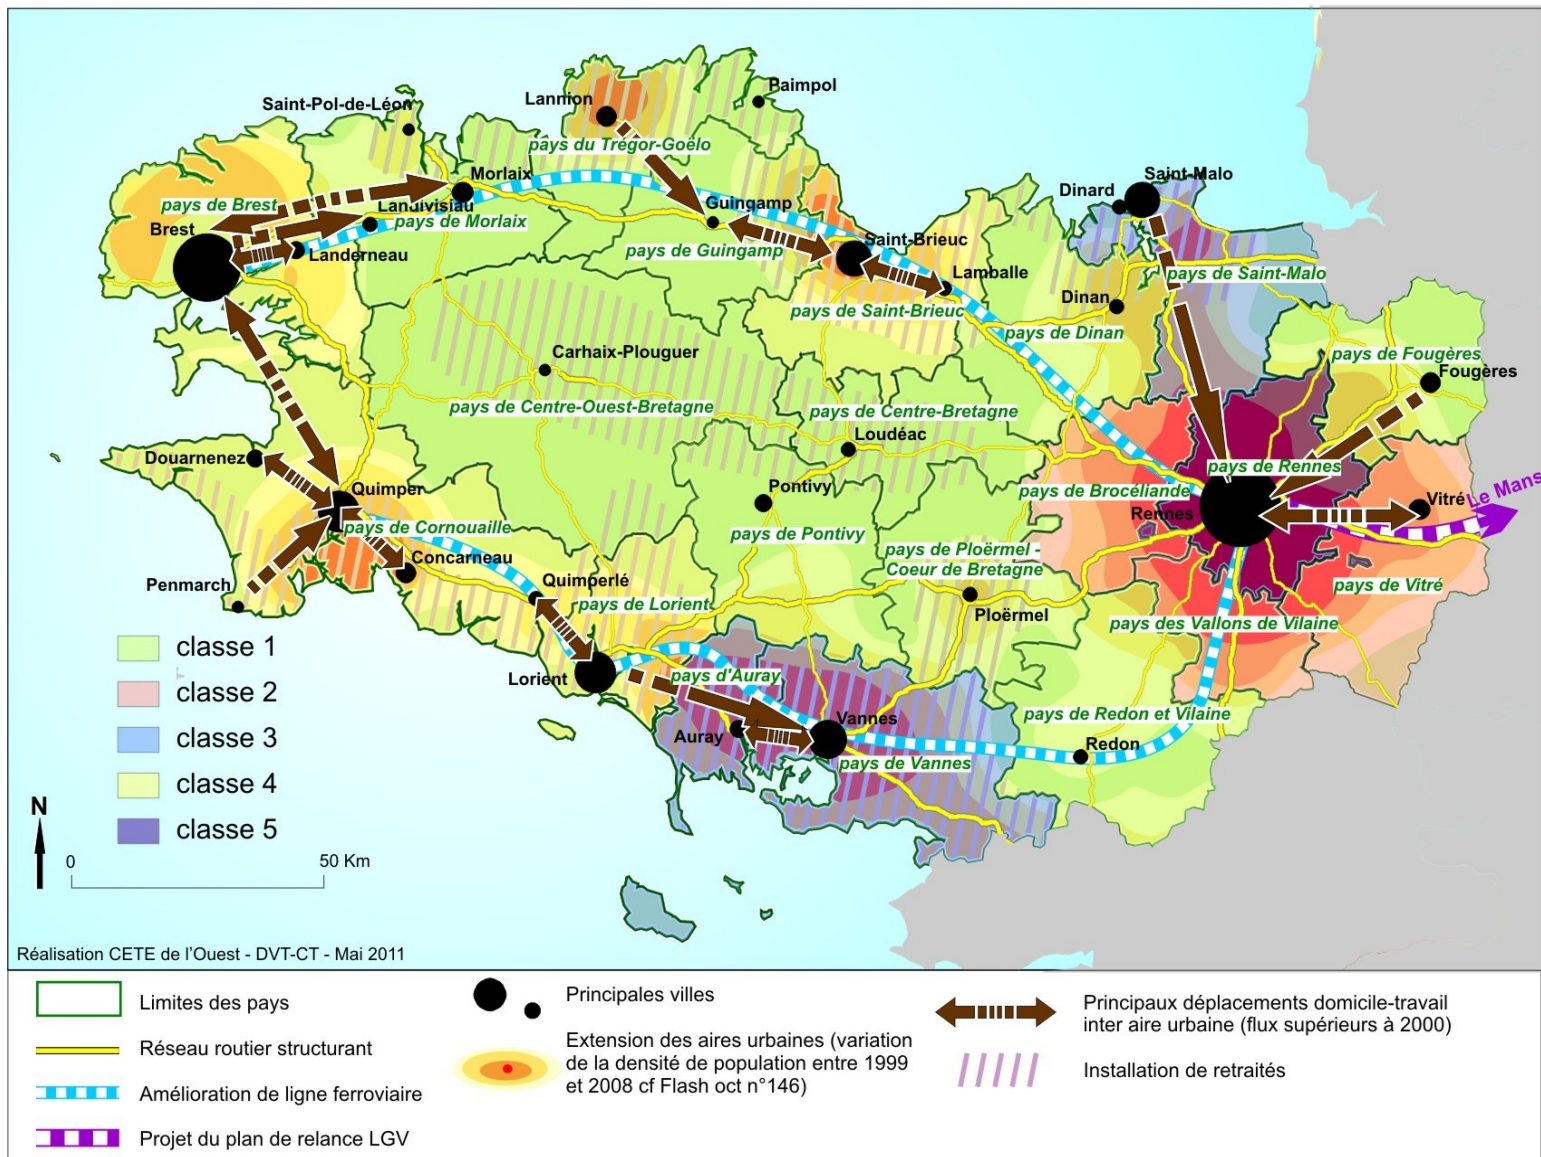 Paimpol
Lannion
Saint-Pol-de-Léon
pays du Trégor-Goëlo
Morlaix
Saint-Malo
Dinard
pays de Brest
Landivisiau
pays de Morlaix
Guingamp
Brest
Landerneau
pays de Guingamp
Saint-Brieuc
Lamballe
pays de Saint-Malo
Dinan
pays de Saint-Brieuc
pays de Dinan
Carhaix-Plouguer
pays de Fougères
Fougères
pays de Centre-Ouest-Bretagne
pays de Centre-Bretagne
Loudéac
Douarnenez
pays de Rennes
Quimper
Pontivy
pays de Brocéliande
Vitré
Le Mans
Rennes
pays de Cornouaille
pays de Pontivy
Concarneau
pays de Ploërmel -
Coeur de Bretagne
Penmarch
Quimperlé
pays de Vitré
pays de Lorient
Ploërmel
pays des Vallons de Vilaine
classe 1
Lorient
pays d'Auray
classe 2
pays de Redon et Vilaine
Vannes
Auray
Redon
classe 3
pays de Vannes
classe 4
classe 5
N
0
50 Km
Réalisation CETE de l'Ouest - DVT-CT - Mai 2011
Limites des pays
Réseau routier structurant
Amélioration de ligne ferroviaire
Projet du plan de relance LGV
Principales villes
Extension des aires urbaines (variation
de la densité de population entre 1999
et 2008 cf Flash oct n°146)
Principaux déplacements domicile-travail
inter aire urbaine (flux supérieurs à 2000)
Installation de retraités